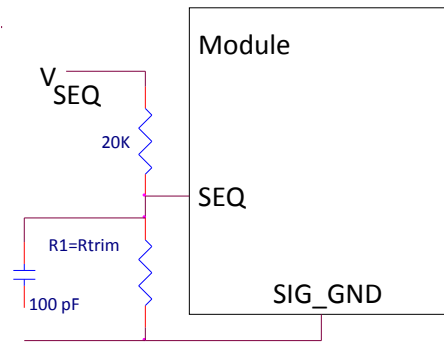 Module
V
SEQ
20K
SEQ
R1=Rtrim
100 pF
SIG_GND